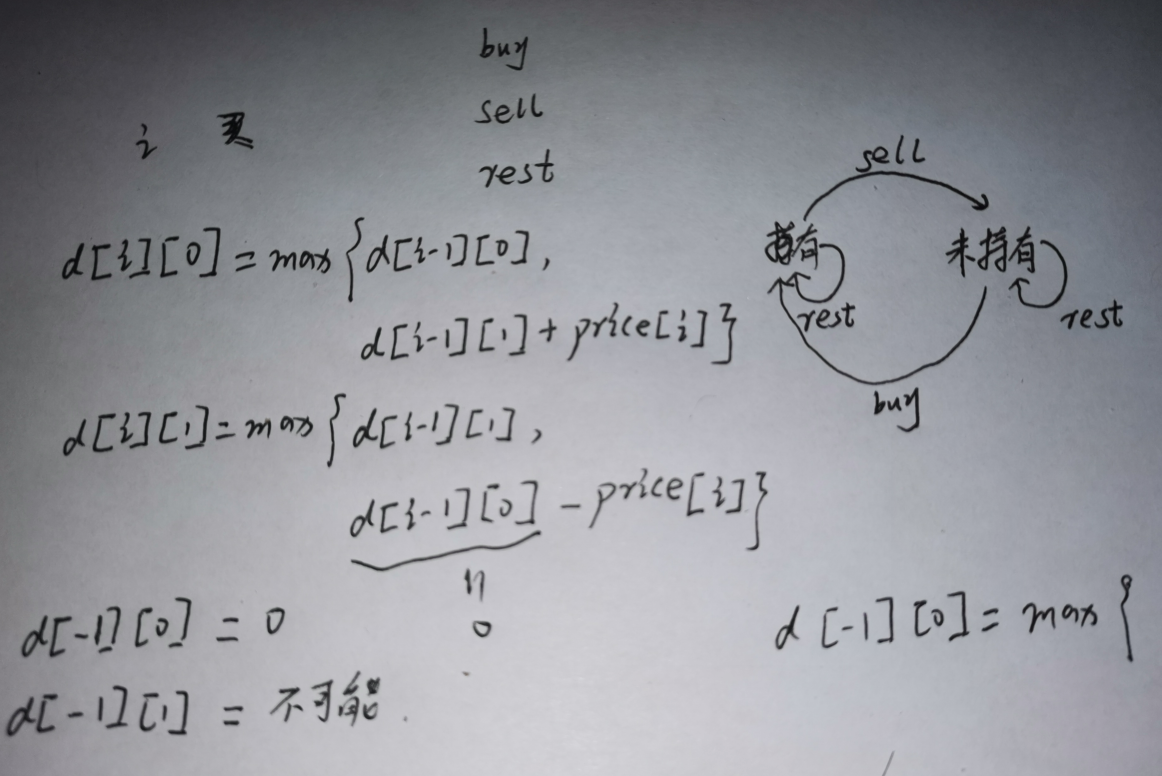 buy
sell
rest
i
d[i][0] = max { d[i-1][0],
d[i-1][1] + price[i] }
d[i][1] = max { d[i-1][1],
d[i-1][0] - price[i] }
0
d[-1][0] = 0
d[-1][1] = 不可能.
sell
持有
未持有
rest
rest
buy
d[-1][0] = max {